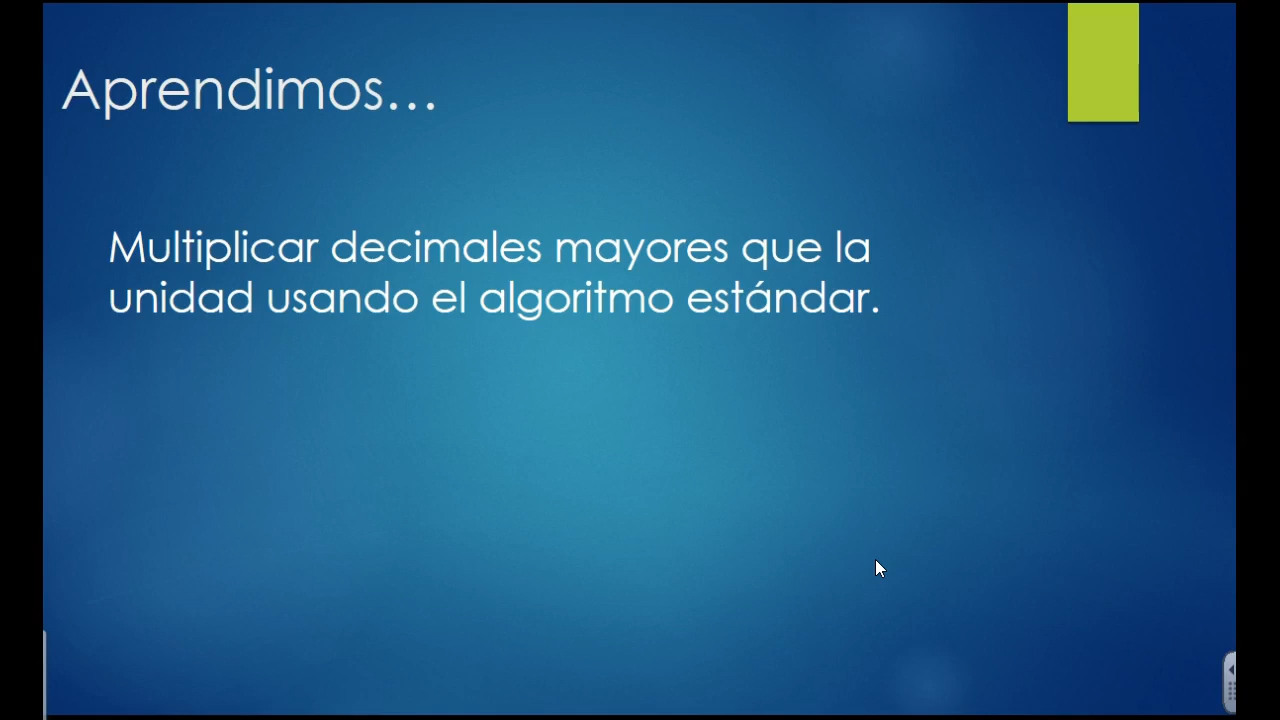 Aprendimos...
Multiplicar decimales mayores que la
unidad usando el algoritmo estándar.